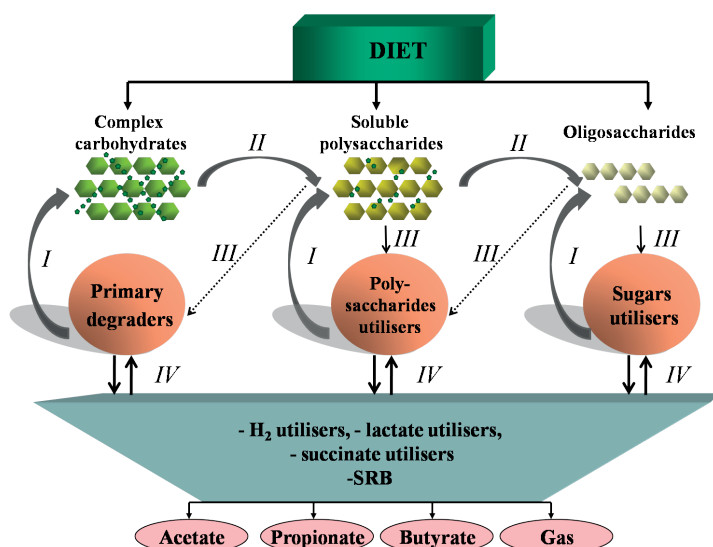 DIET
Complex
carbohydrates
Soluble
polysaccharides
Oligosaccharides
II
II
I
III
I
III
III
I
III
Primary
degraders
Poly-
saccharides
utilisers
Sugars
utilisers
IV
IV
IV
- H₂ utilisers, - lactate utilisers,
- succinate utilisers
-SRB
Acetate
Propionate
Butyrate
Gas